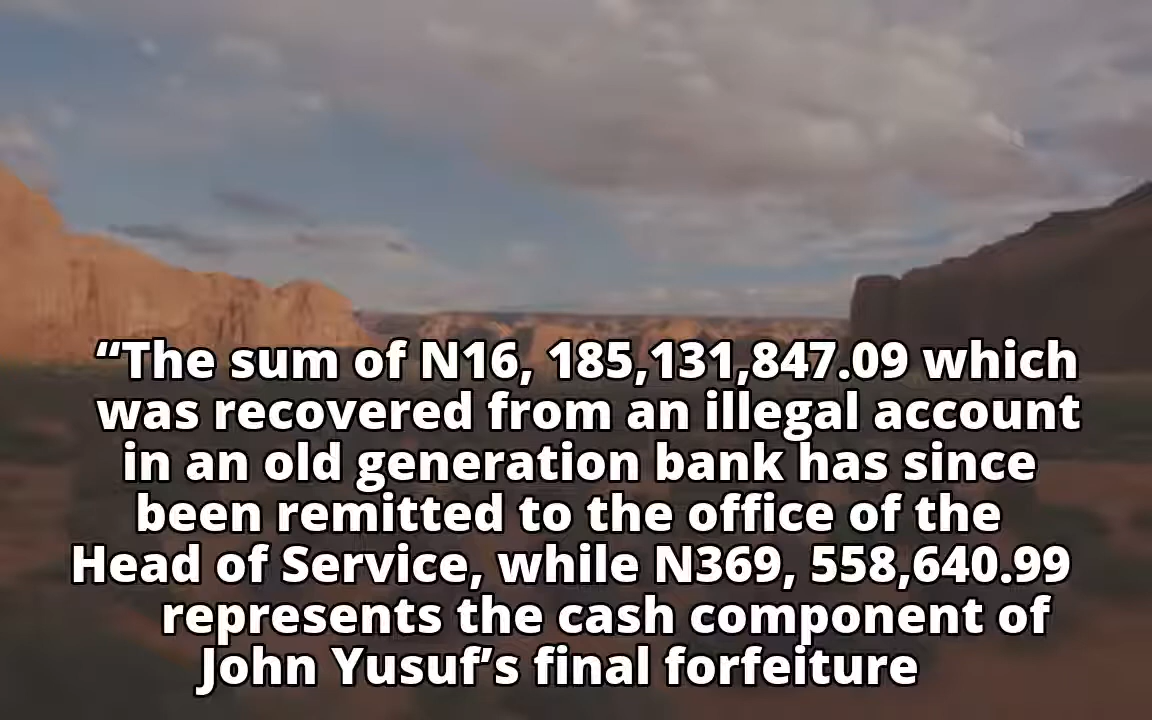 “The sum of N16, 185,131,847.09 which
was recovered from an illegal account
in an old generation bank has since
been remitted to the office of the
Head of Service, while N369, 558,640.99
represents the cash component of
John Yusuf’s final forfeiture